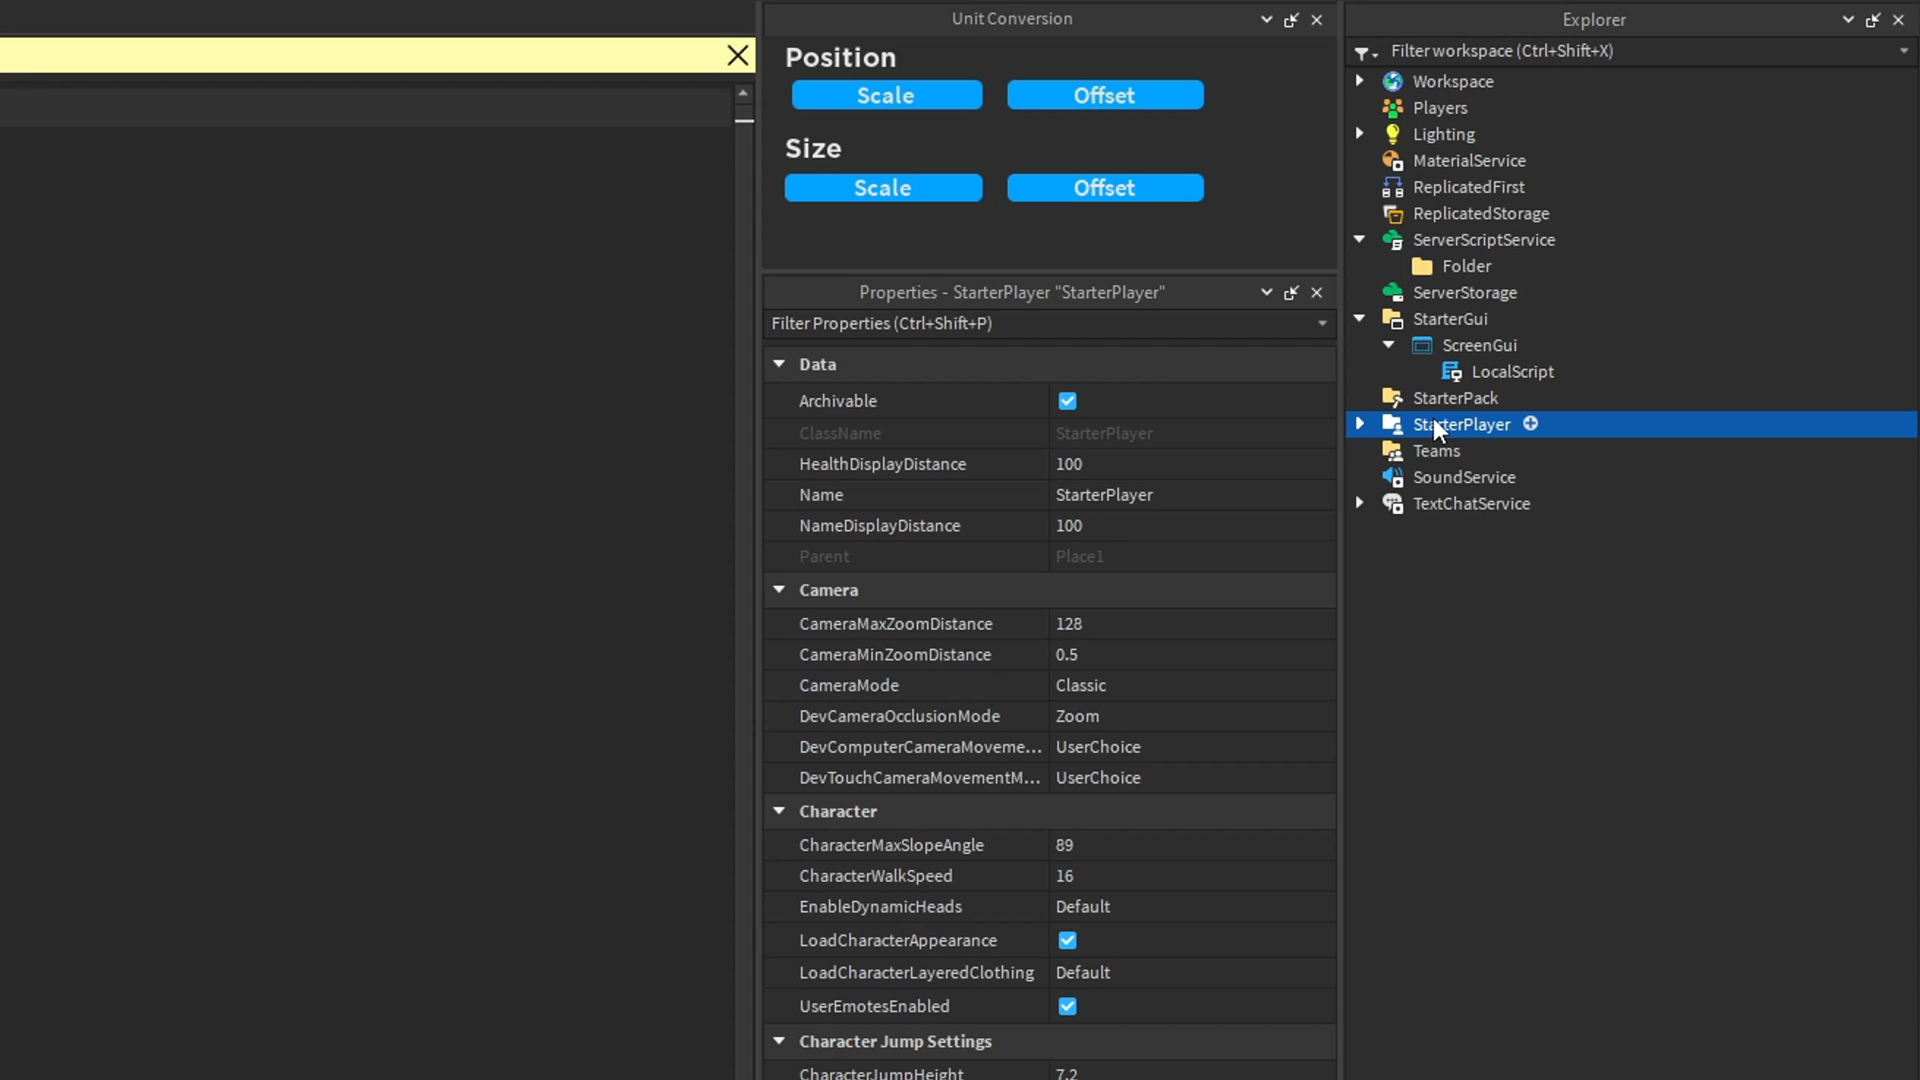 Unit Conversion
Position
Scale Offset
Size
Scale Offset
Properties - StarterPlayer "StarterPlayer"
Filter Properties (Ctrl+Shift+P)
Data
Archivable
ClassName StarterPlayer
HealthDisplayDistance 100
Name StarterPlayer
NameDisplayDistance 100
Parent Place1
Camera
CameraMaxZoomDistance 128
CameraMinZoomDistance 0.5
CameraMode Classic
DevCameraOcclusionMode Zoom
DevComputerCameraMoveme... UserChoice
DevTouchCameraMovementM... UserChoice
Character
CharacterMaxSlopeAngle 89
CharacterWalkSpeed 16
EnableDynamicHeads Default
LoadCharacterAppearance
LoadCharacterLayeredClothing Default
UserEmotesEnabled
Character Jump Settings
CharacterJumpHeight 7.2
Explorer
Filter workspace (Ctrl+Shift+X)
Workspace
Players
Lighting
MaterialService
ReplicatedFirst
ReplicatedStorage
ServerScriptService
Folder
ServerStorage
StarterGui
ScreenGui
LocalScript
StarterPack
StarterPlayer
Teams
SoundService
TextChatService